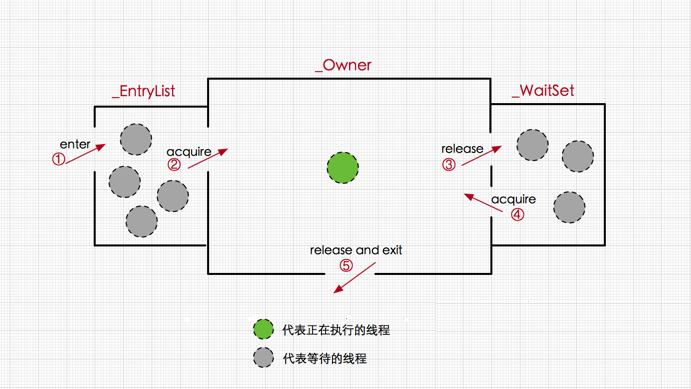 _Owner
_EntryList
_WaitSet
enter
①
acquire
②
release
③
acquire
④
release and exit
⑤
代表正在执行的线程
代表等待的线程